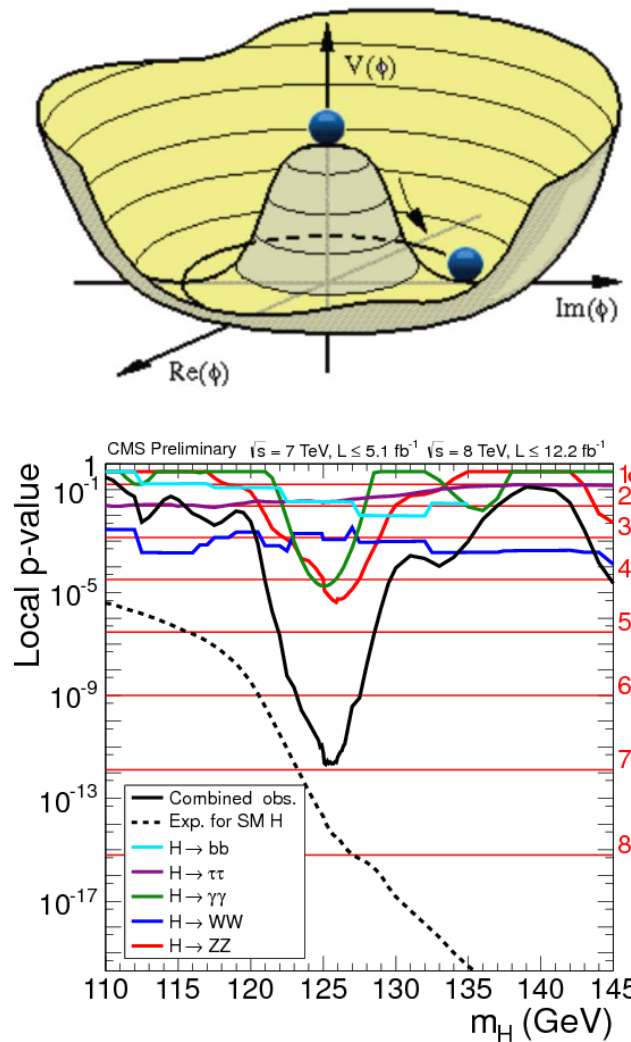 V(ϕ)
Im(ϕ)
Re(ϕ)
CMS Preliminary √s = 7 TeV, L ≤ 5.1 fb⁻¹ √s = 8 TeV, L ≤ 12.2 fb⁻¹
Local p-value
1
10⁻¹
10⁻⁵
10⁻⁹
10⁻¹³
10⁻¹⁷
1σ
2
3
4
5
6
7
8
Combined obs.
Exp. for SM H
H → bb
H → ττ
H → γγ
H → WW
H → ZZ
110 115 120 125 130 135 140 145
m_H (GeV)